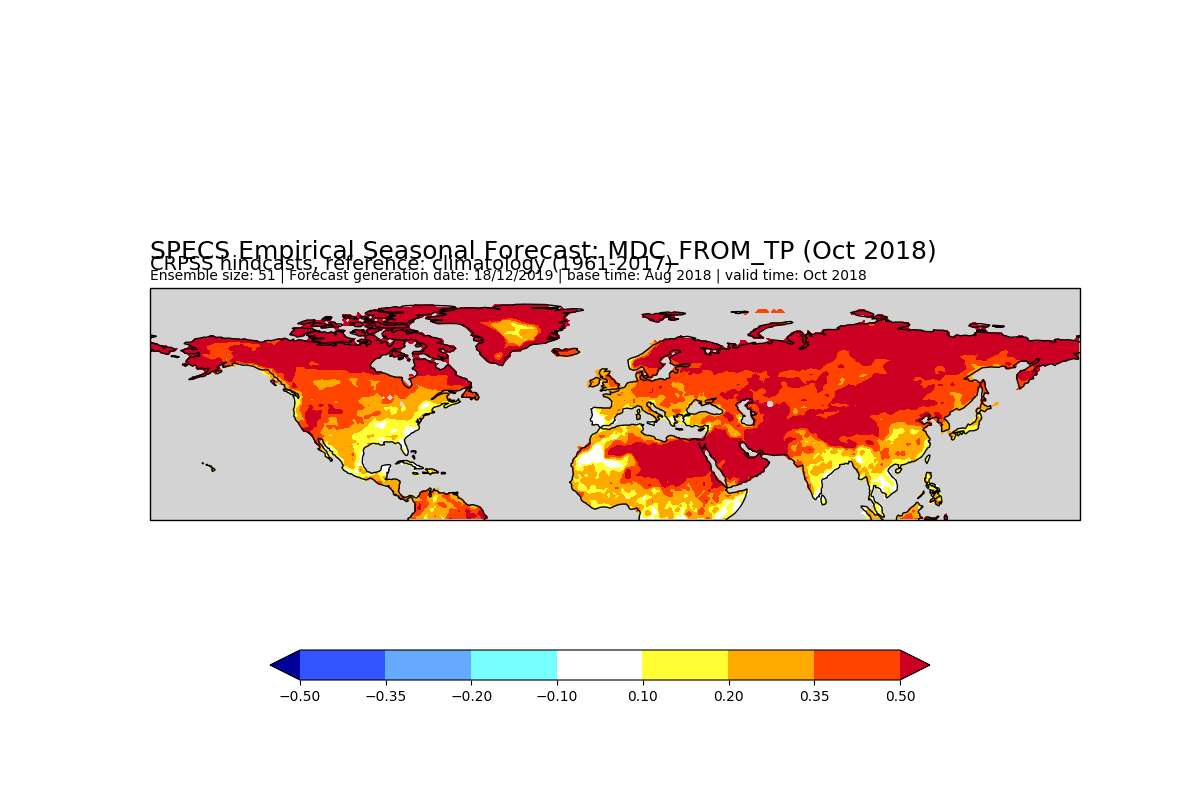 SPECS Empirical Seasonal Forecast: MDC_FROM_TP (Oct 2018)
CRPSS hindcasts, reference: climatology (1961-2017)
Ensemble size: 51 | Forecast generation date: 18/12/2019 | base time: Aug 2018 | valid time: Oct 2018
−0.50 −0.35 −0.20 −0.10 0.10 0.20 0.35 0.50